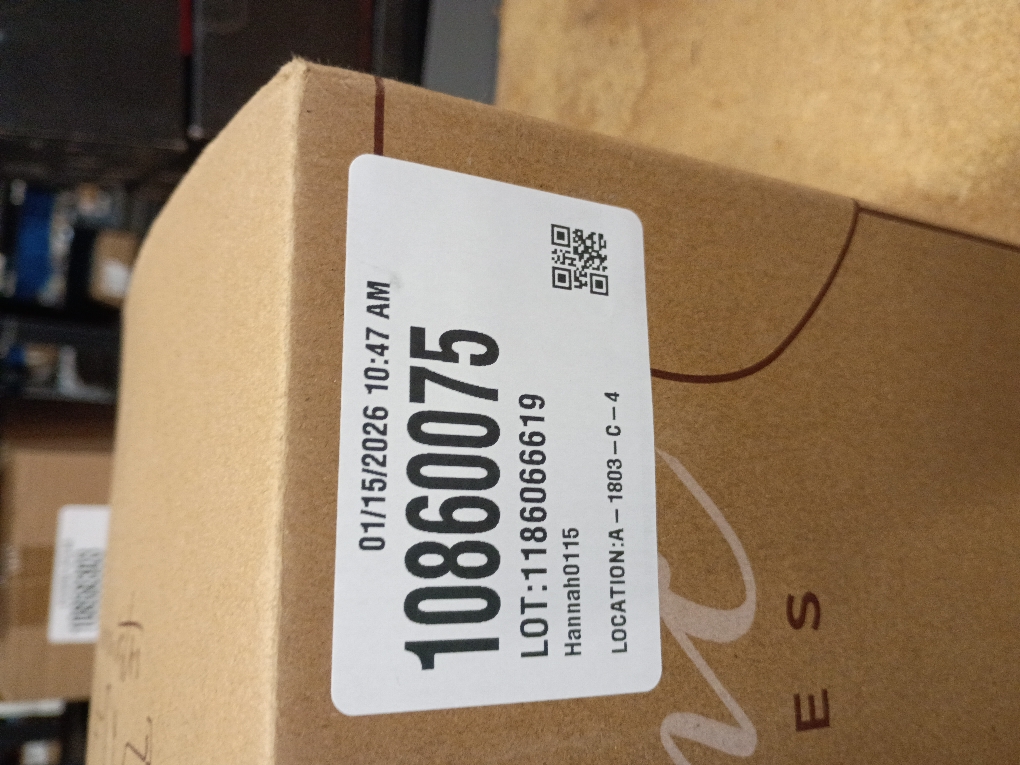 01/15/2026 10:47 AM
10860075
LOT:1186066619
Hannah0115
LOCATION:A-1803-C-4
E S